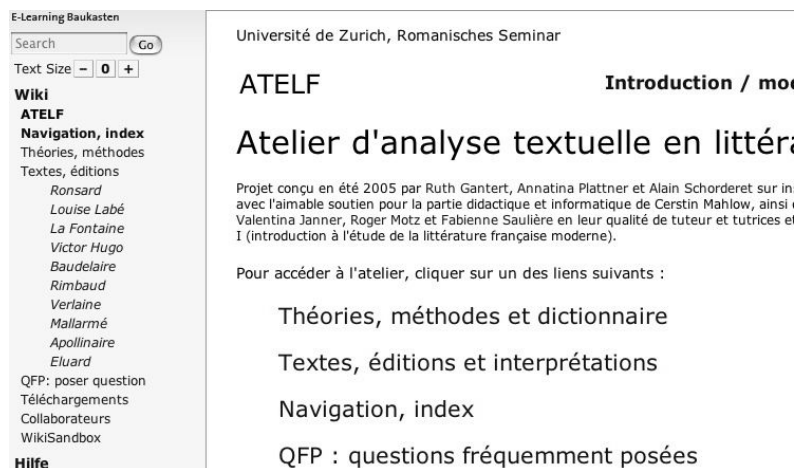 E-Learning Baukasten
Search Go
Text Size − 0 +
Wiki
ATELF
Navigation, index
Théories, méthodes
Textes, éditions
Ronsard
Louise Labé
La Fontaine
Victor Hugo
Baudelaire
Rimbaud
Verlaine
Mallarmé
Apollinaire
Eluard
QFP: poser question
Téléchargements
Collaborateurs
WikiSandbox
Hilfe
Université de Zurich, Romanisches Seminar
ATELF Introduction /
Atelier d'analyse textuelle en
Projet conçu en été 2005 par Ruth Gantert, Annatina Plattner et Alain Schorderet sur
avec l'aimable soutien pour la partie didactique et informatique de Cerstin Mahlow, ainsi
Valentina Janner, Roger Motz et Fabienne Saulière en leur qualité de tuteur et tutrices et
I (introduction à l'étude de la littérature française moderne).
Pour accéder à l'atelier, cliquer sur un des liens suivants :
Théories, méthodes et dictionnaire
Textes, éditions et interprétations
Navigation, index
QFP : questions fréquemment posées